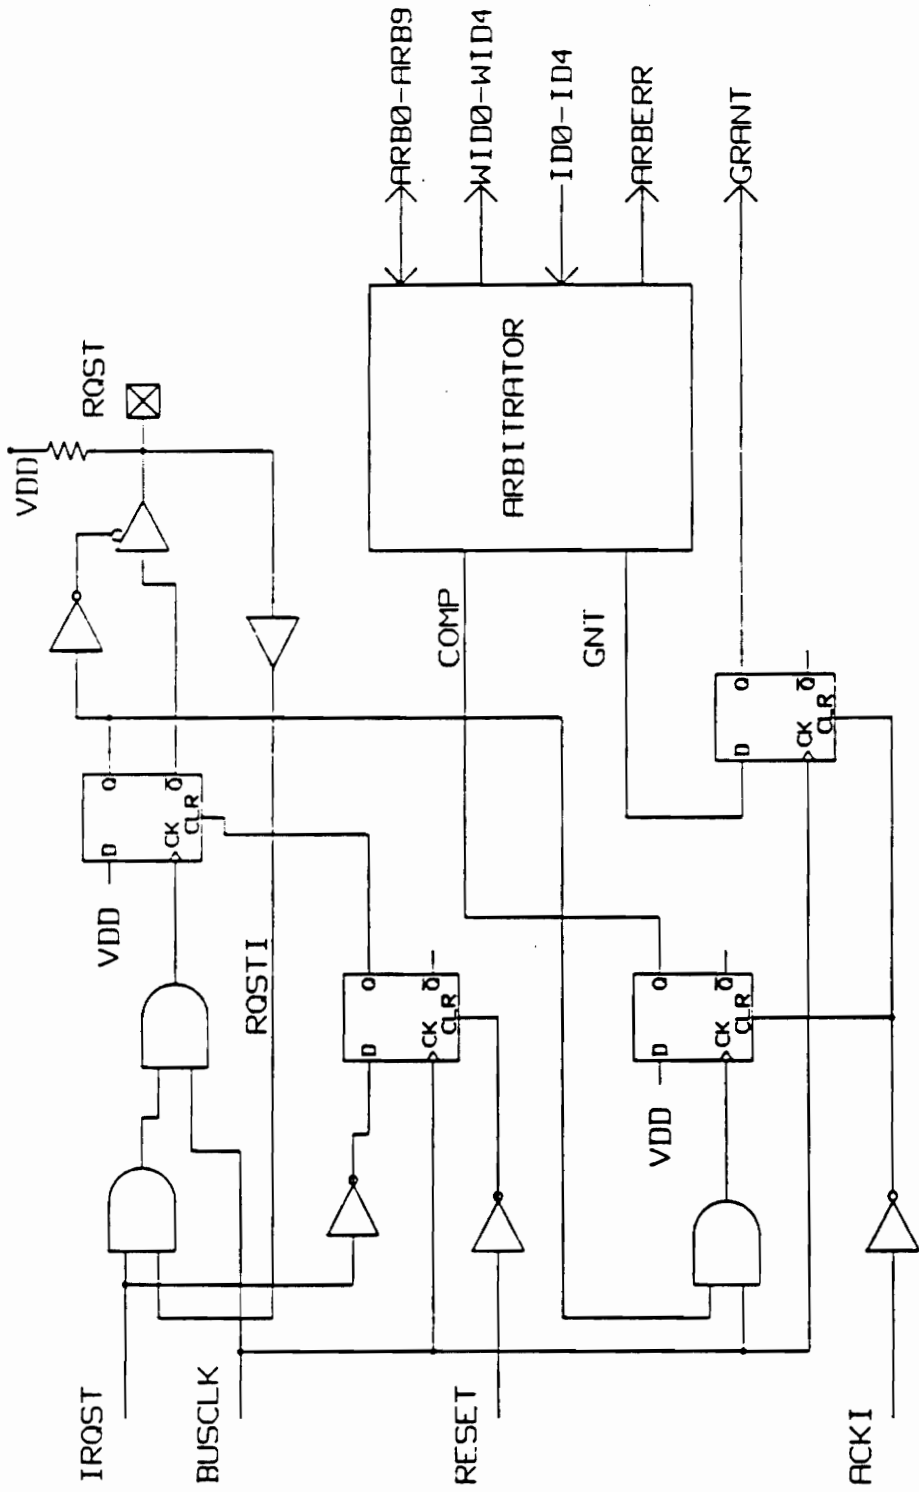 IRQST
BUSCLK
RESET
ACKI
VDD
D
Q
CK
Q
CLR
RQSTI
D
Q
CK
Q
CLR
VDD
D
Q
CK
Q
CLR
VDD
RQST
COMP
GNT
D
Q
CK
Q
CLR
ARBITRATOR
ARB0-ARB9
WID0-WID4
ID0-ID4
ARBERR
GRANT